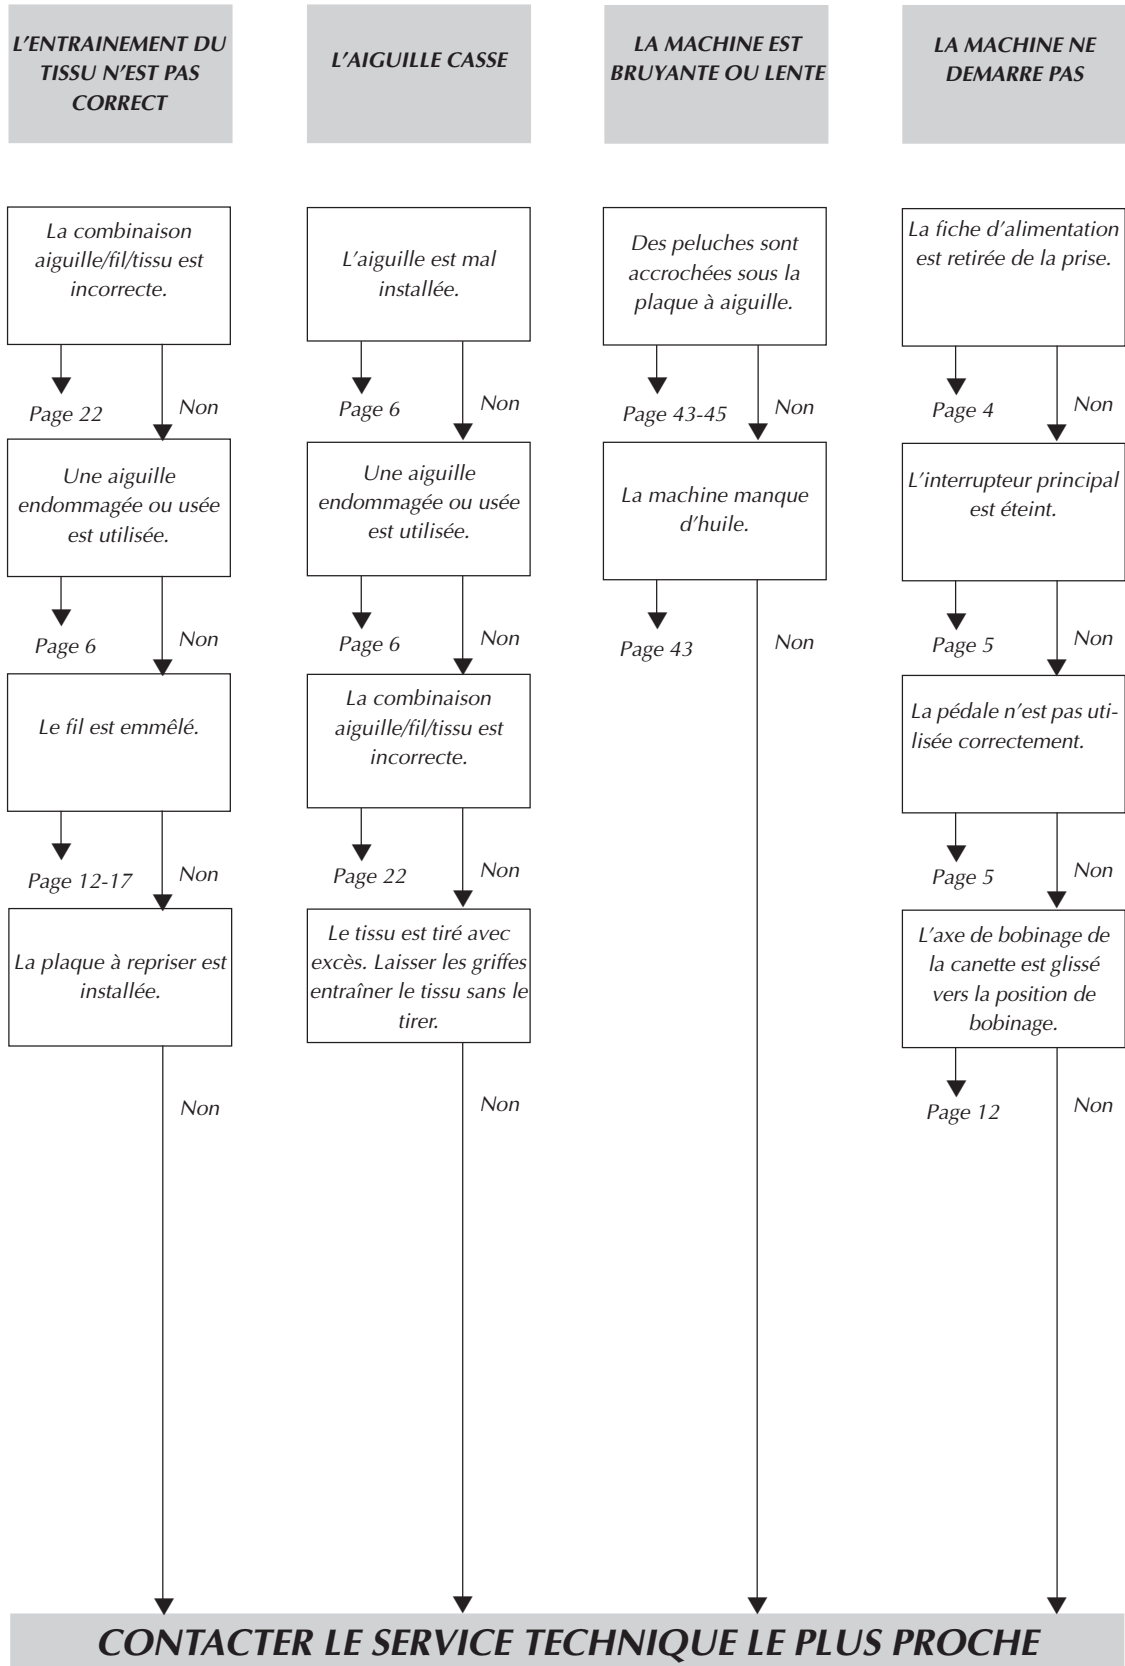 L'ENTRAINEMENT DU
TISSU N'EST PAS
CORRECT
La combinaison
aiguille/fil/tissu est
incorrecte.
Page 22
Non
Une aiguille
endommagée ou usée
est utilisée.
Page 6
Non
Le fil est emmêlé.
Page 12-17
Non
La plaque à repriser est
installée.
Non
L'AIGUILLE CASSE
L'aiguille est mal
installée.
Page 6
Non
Une aiguille
endommagée ou usée
est utilisée.
Page 6
Non
La combinaison
aiguille/fil/tissu est
incorrecte.
Page 22
Non
Le tissu est tiré avec
excès. Laisser les griffes
entraîner le tissu sans le
tirer.
Non
LA MACHINE EST
BRUYANTE OU LENTE
Des peluches sont
accrochées sous la
plaque à aiguille.
Page 43-45
Non
La machine manque
d'huile.
Page 43
Non
LA MACHINE NE
DEMARRE PAS
La fiche d'alimentation
est retirée de la prise.
Page 4
Non
L'interrupteur principal
est éteint.
Page 5
Non
La pédale n'est pas uti-
lisée correctement.
Page 5
Non
L'axe de bobinage de
la canette est glissé
vers la position de
bobinage.
Page 12
Non
CONTACTER LE SERVICE TECHNIQUE LE PLUS PROCHE